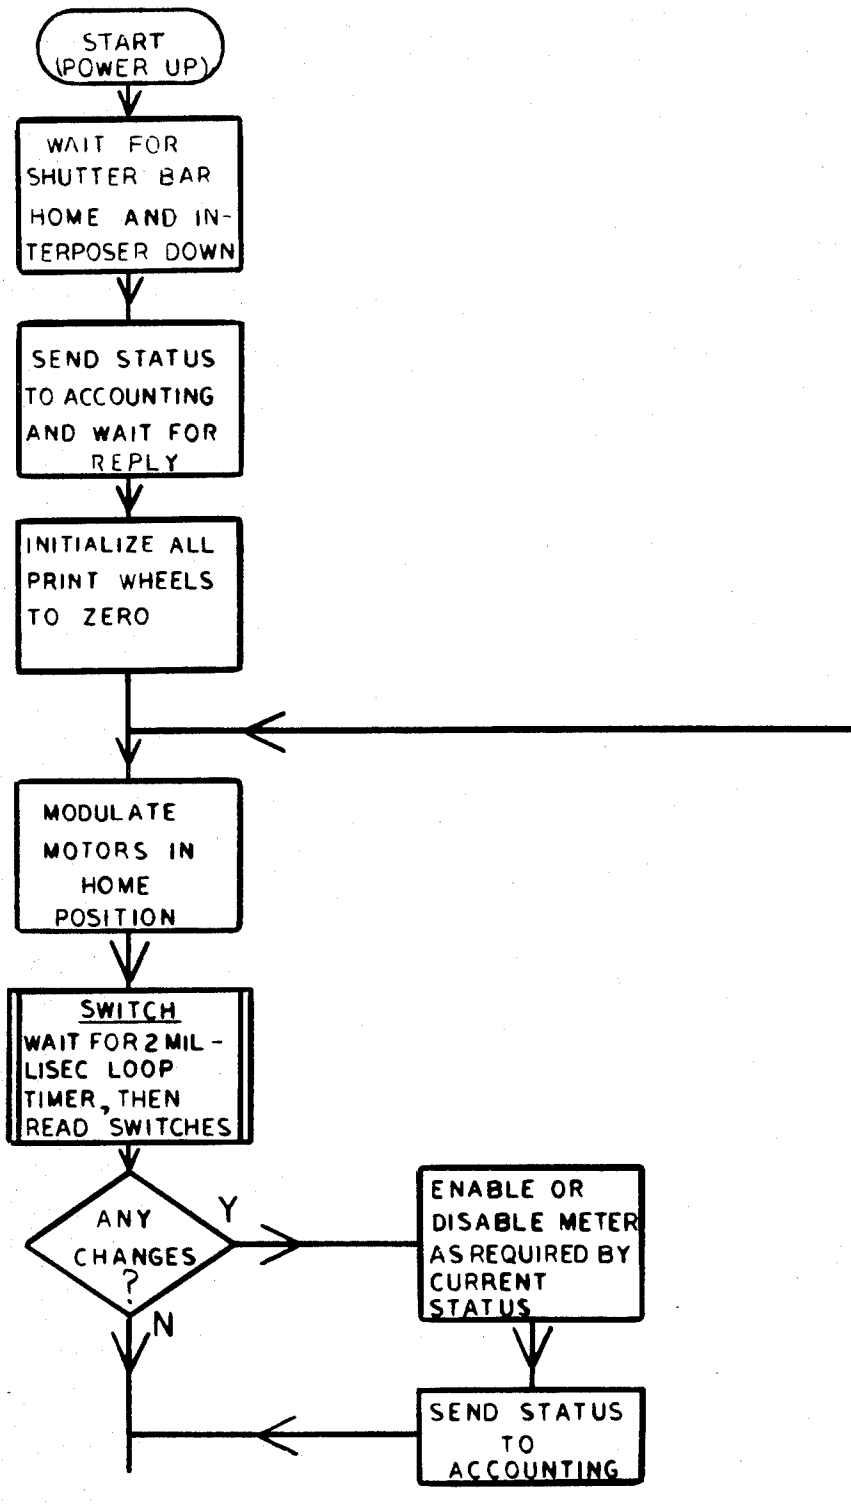 START
(POWER UP)
WAIT FOR
SHUTTER BAR
HOME AND IN-
TERPOSER DOWN
SEND STATUS
TO ACCOUNTING
AND WAIT FOR
REPLY
INITIALIZE ALL
PRINT WHEELS
TO ZERO
MODULATE
MOTORS IN
HOME
POSITION
SWITCH
WAIT FOR 2 MIL-
LISEC LOOP
TIMER, THEN
READ SWITCHES
ANY
CHANGES
?
Y
N
ENABLE OR
DISABLE METER
AS REQUIRED BY
CURRENT
STATUS
SEND STATUS
TO
ACCOUNTING